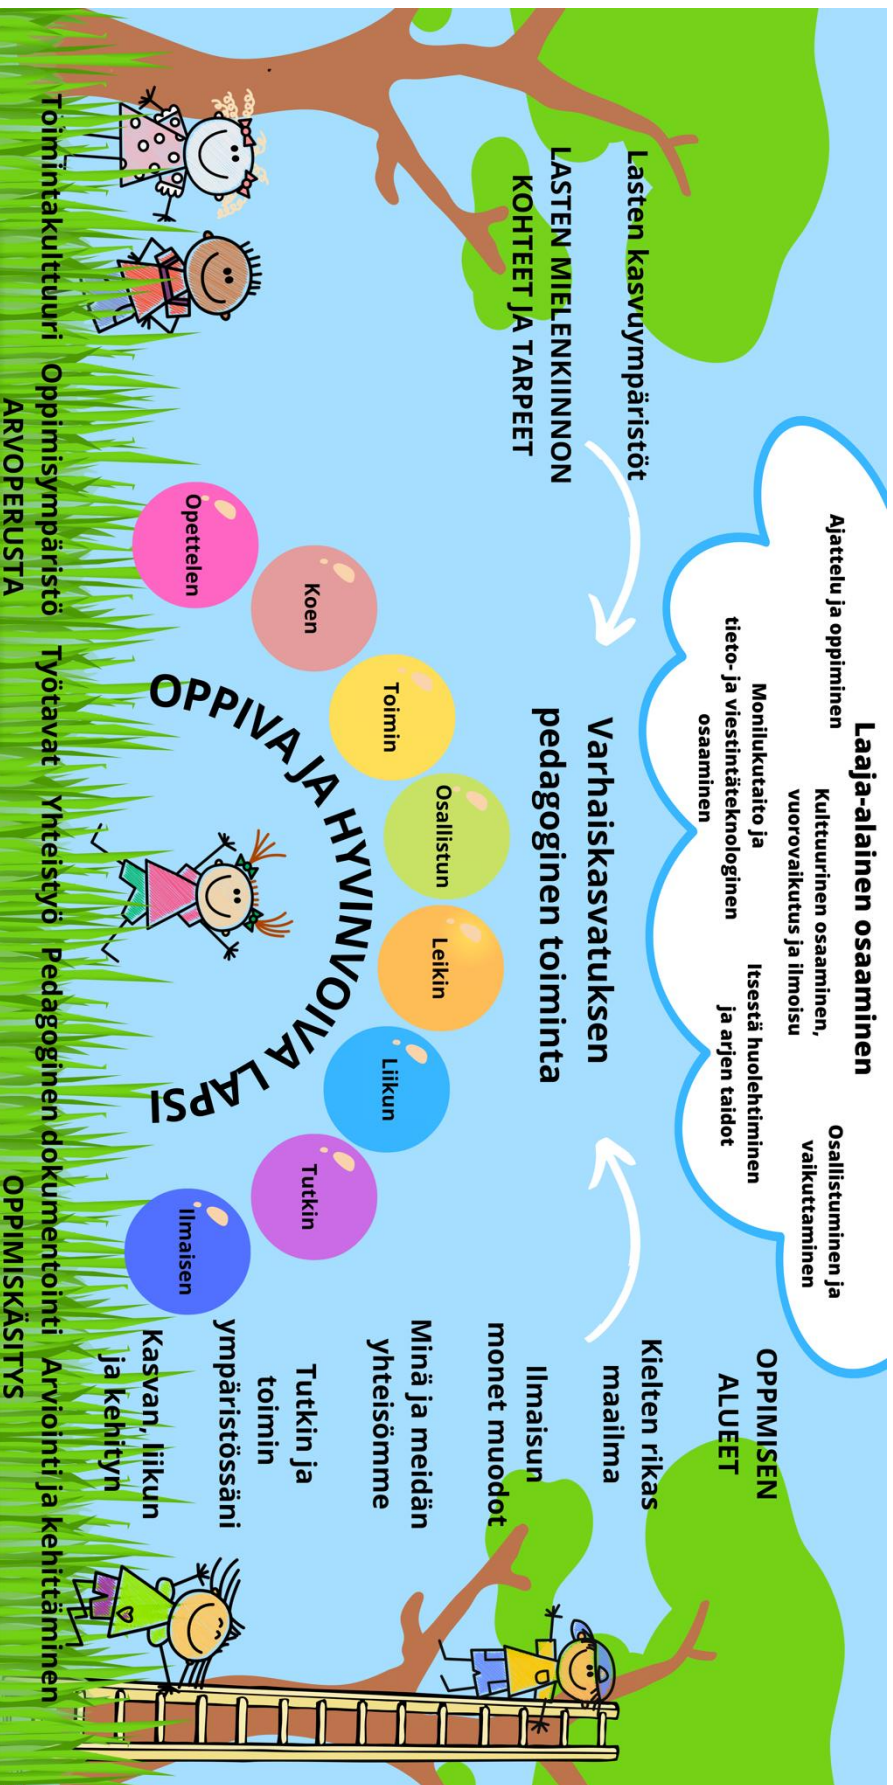 Laaja-alainen osaaminen
Ajattelu ja oppiminen
Kulttuurinen osaaminen,
vuorovaikutus ja ilmoisu
Osallistuminen ja
vaikuttaminen
Monilukutaito ja
tieto- ja viestintäteknologinen
osaaminen
Itsestä huolehtiminen
ja arjen taidot
Lasten kasvuympäristöt
LASTEN MIELENKIINNON
KOHTEET JA TARPEET
Varhaiskasvatuksen
pedagoginen toiminta
OPPIMISEN
ALUEET
Kielten rikas
maailma
Ilmaisun
monet muodot
Minä ja meidän
yhteisömme
Tutkin ja
toimin
ympäristössäni
Kasvan, liikun
ja kehityn
Opettelen
Koen
Toimin
Osallistun
Leikin
Liikun
Tutkin
Ilmaisen
OPPIVA JA HYVINVOIVA LAPSI
Toimintakulttuuri Oppimisympäristö Työtavat Yhteistyö Pedagoginen dokumentointi Arviointi ja kehittäminen
ARVOPERUSTA OPPIMISKÄSITYS